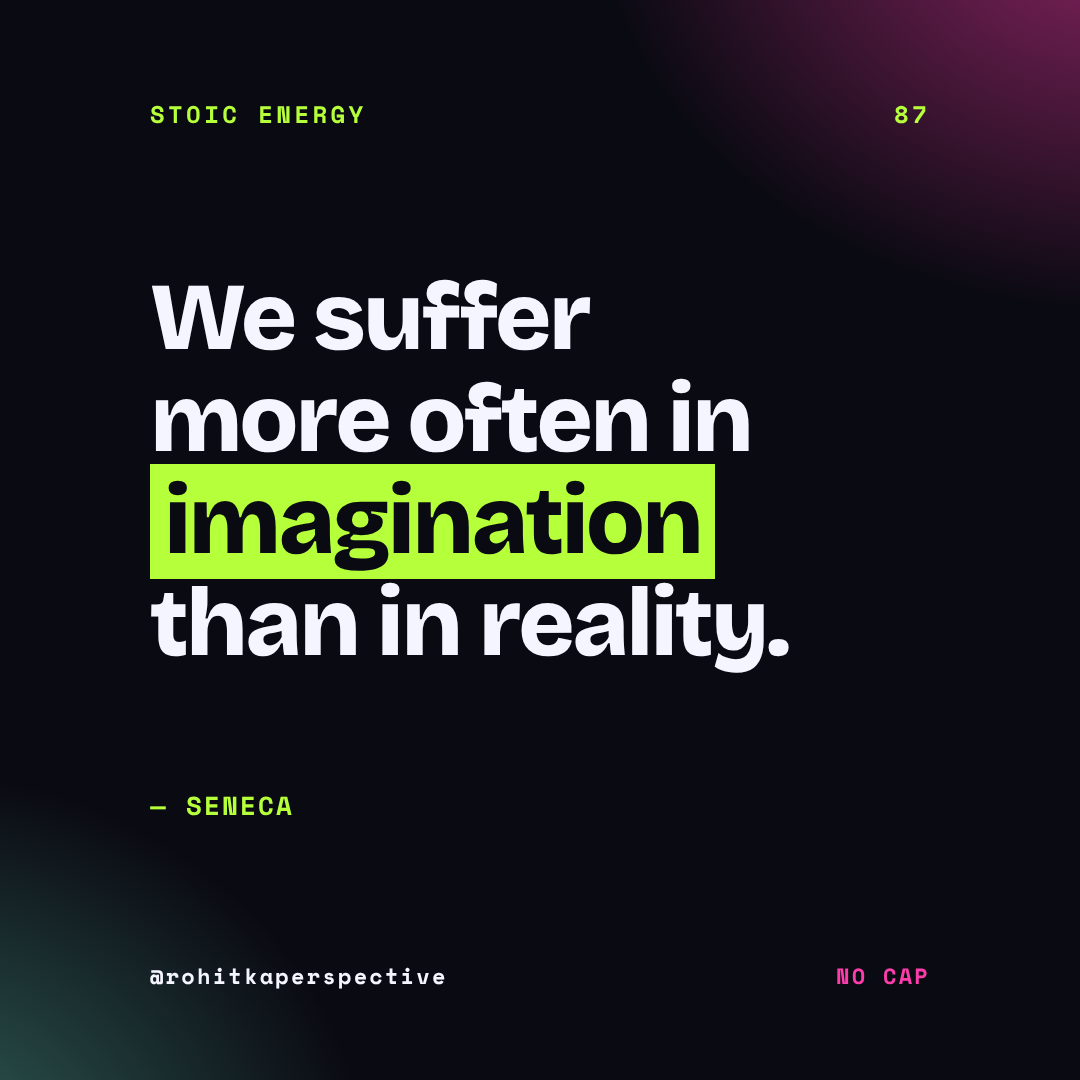 STOIC ENERGY
87
We suffer
more often in
imagination
than in reality.
— SENECA
@rohitkaperspective
NO CAP